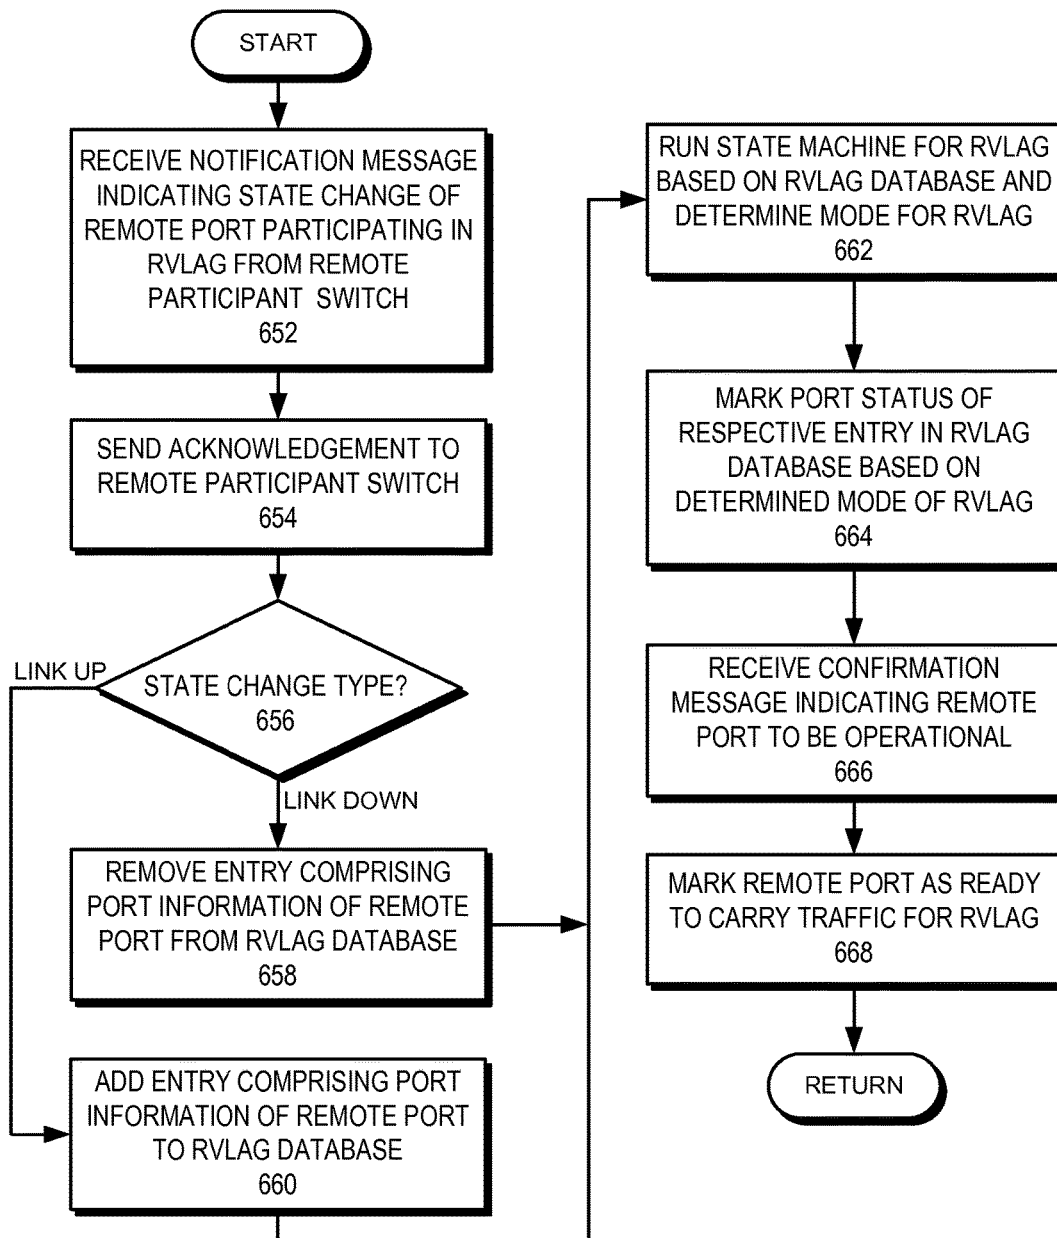 START
RECEIVE NOTIFICATION MESSAGE
INDICATING STATE CHANGE OF
REMOTE PORT PARTICIPATING IN
RVLAG FROM REMOTE
PARTICIPANT SWITCH
652
SEND ACKNOWLEDGEMENT TO
REMOTE PARTICIPANT SWITCH
654
LINK UP
STATE CHANGE TYPE?
656
LINK DOWN
REMOVE ENTRY COMPRISING
PORT INFORMATION OF REMOTE
PORT FROM RVLAG DATABASE
658
ADD ENTRY COMPRISING PORT
INFORMATION OF REMOTE PORT
TO RVLAG DATABASE
660
RUN STATE MACHINE FOR RVLAG
BASED ON RVLAG DATABASE AND
DETERMINE MODE FOR RVLAG
662
MARK PORT STATUS OF
RESPECTIVE ENTRY IN RVLAG
DATABASE BASED ON
DETERMINED MODE OF RVLAG
664
RECEIVE CONFIRMATION
MESSAGE INDICATING REMOTE
PORT TO BE OPERATIONAL
666
MARK REMOTE PORT AS READY
TO CARRY TRAFFIC FOR RVLAG
668
RETURN